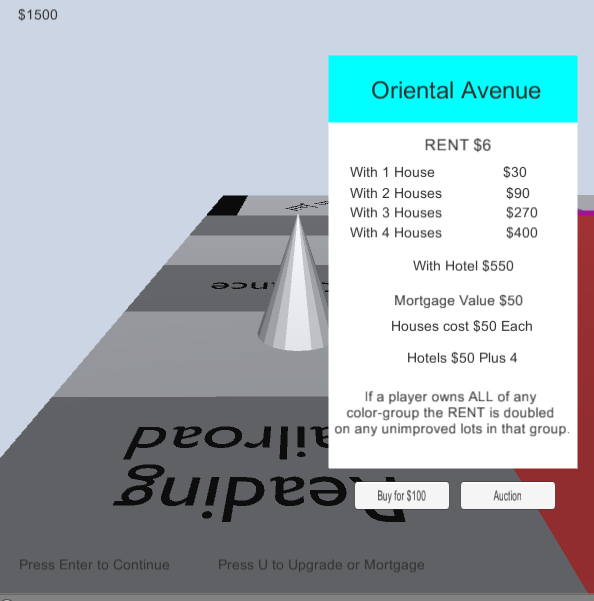 $1500
Oriental Avenue
RENT $6
With 1 House $30
With 2 Houses $90
With 3 Houses $270
With 4 Houses $400
With Hotel $550
Mortgage Value $50
Houses cost $50 Each
Hotels $50 Plus 4
If a player owns ALL of any
color-group the RENT is doubled
on any unimproved lots in that group.
Buy for $100 Auction
Reading
Railroad
Press Enter to Continue Press U to Upgrade or Mortgage